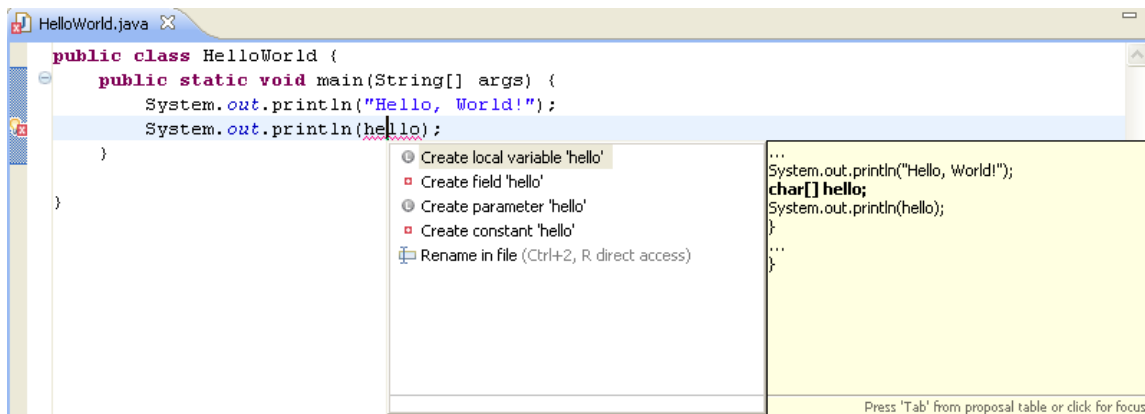 HelloWorld.java
public class HelloWorld {
public static void main(String[] args) {
System.out.println("Hello, World!");
System.out.println(hello);
}
}
Create local variable 'hello'
Create field 'hello'
Create parameter 'hello'
Create constant 'hello'
Rename in file (Ctrl+2, R direct access)
...
System.out.println("Hello, World!");
char[] hello;
System.out.println(hello);
}
...
}
Press 'Tab' from proposal table or click for focus